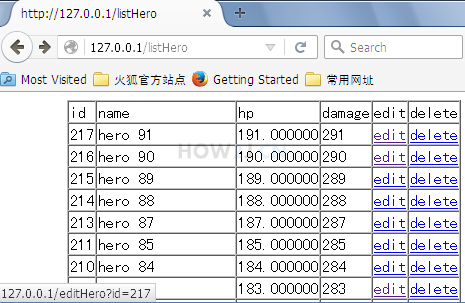 http://127.0.0.1/listHero
127.0.0.1/listHero
Search
Most Visited 火狐官方站点 Getting Started 常用网址
id name hp damage edit delete
217 hero 91 191.000000 291 edit delete
216 hero 90 190.000000 290 edit delete
215 hero 89 189.000000 289 edit delete
214 hero 88 188.000000 288 edit delete
213 hero 87 187.000000 287 edit delete
211 hero 85 185.000000 285 edit delete
210 hero 84 184.000000 284 edit delete
183.000000 283 edit delete
127.0.0.1/editHero?id=217